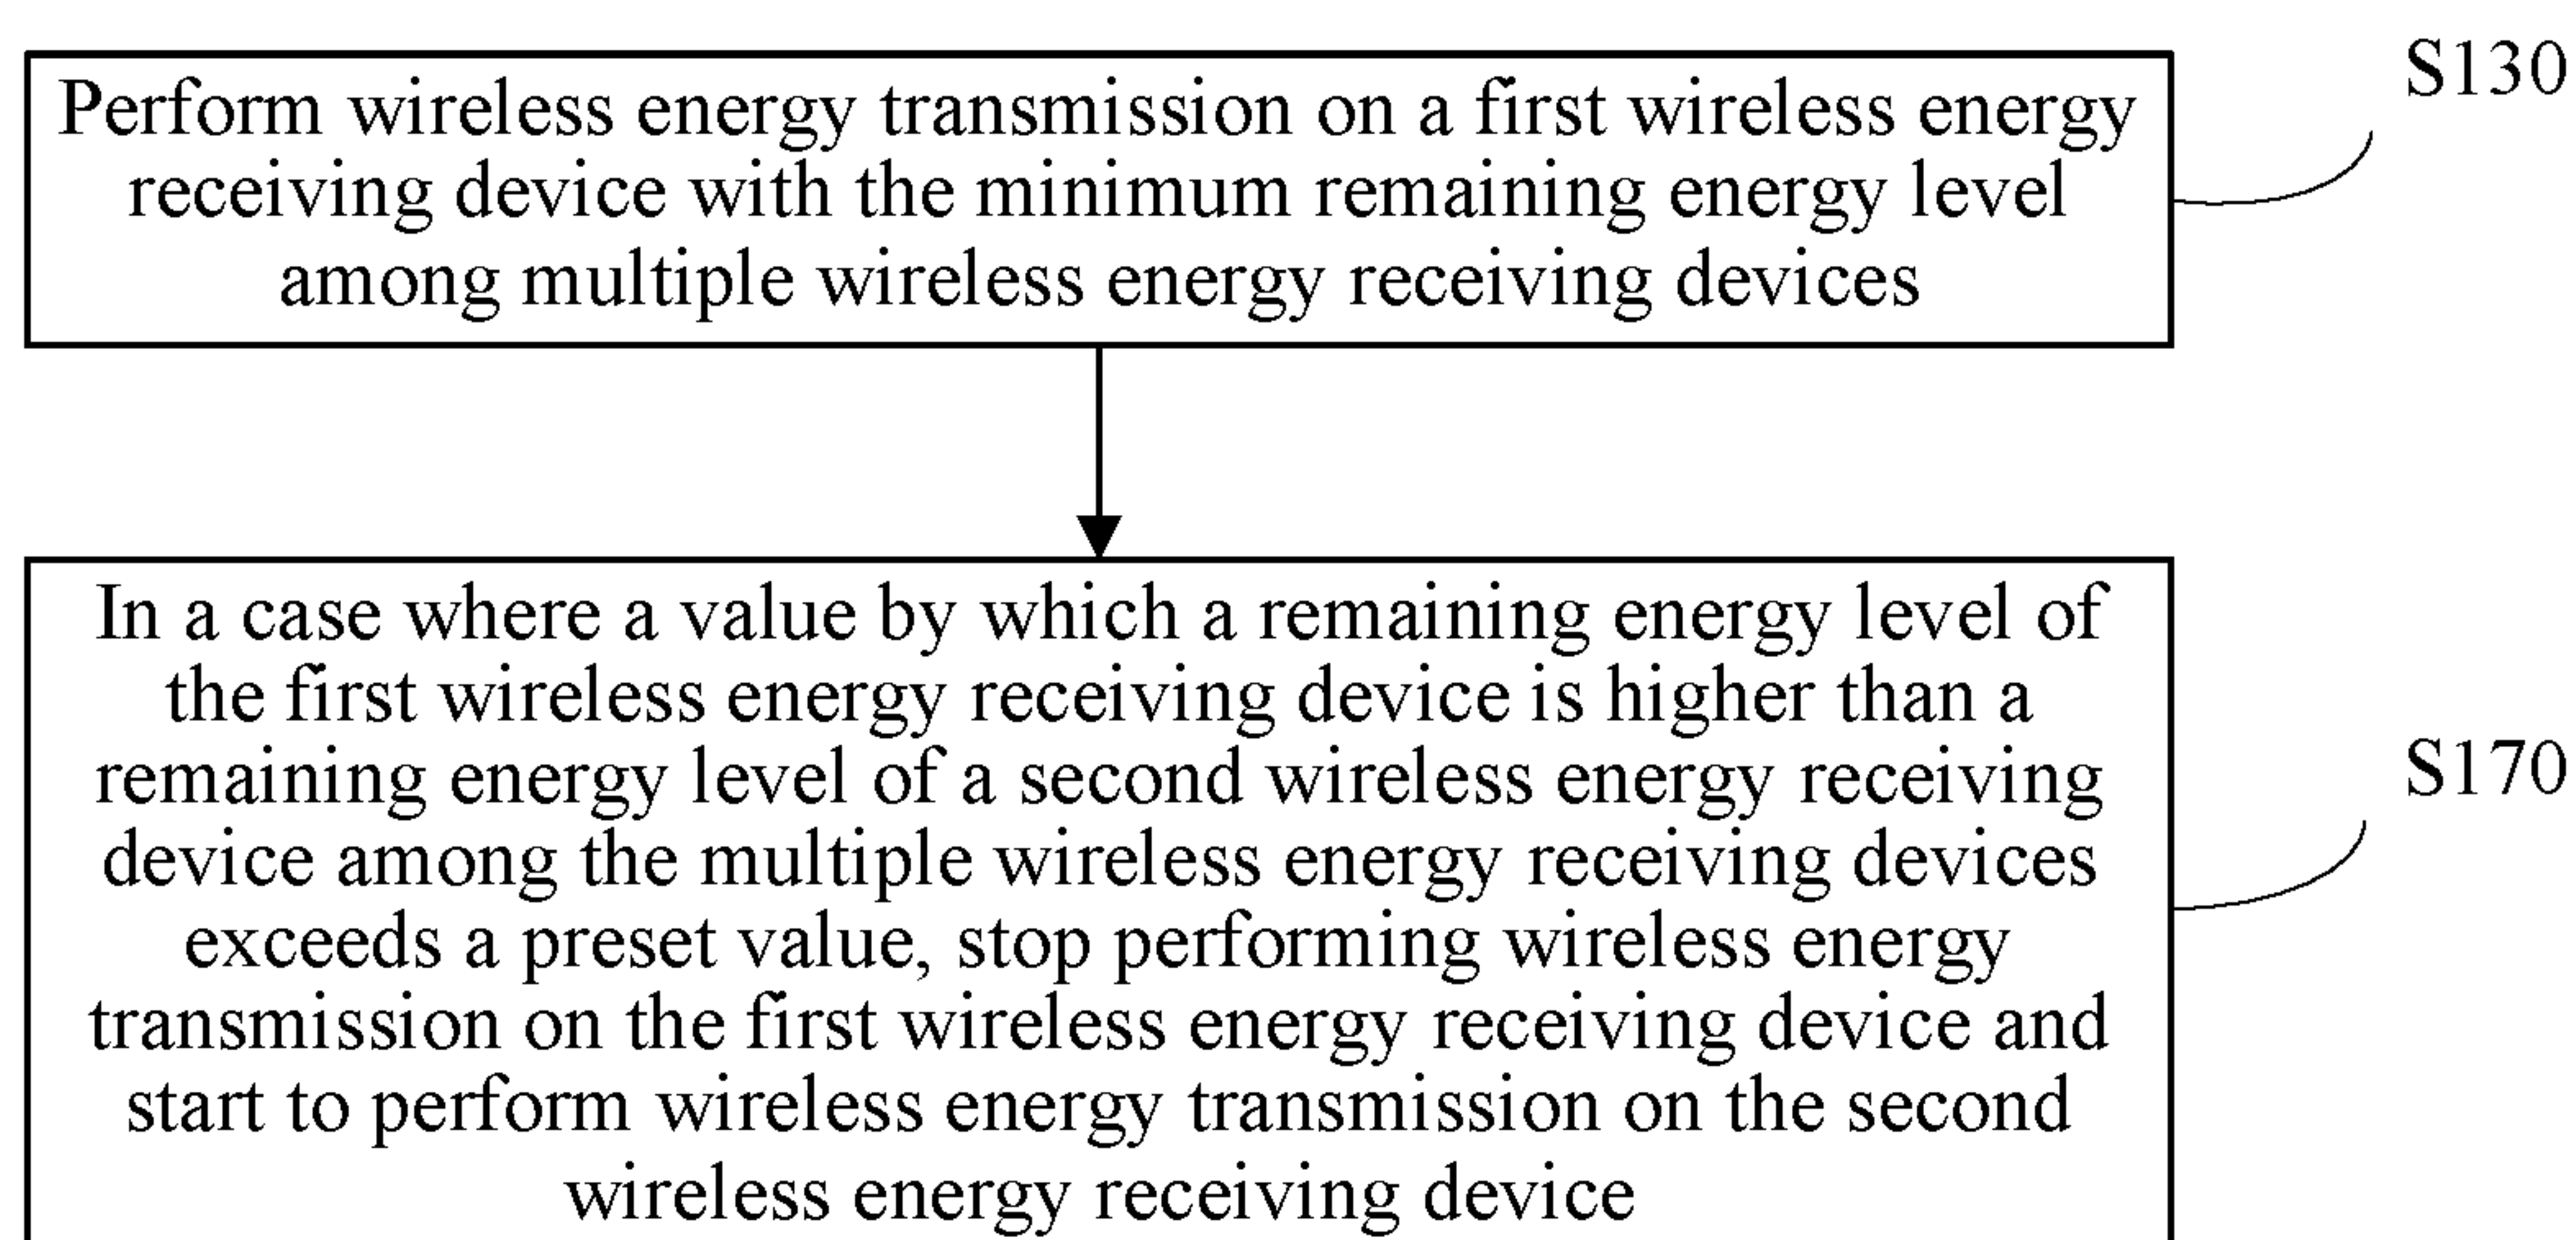 Perform wireless energy transmission on a first wireless energy
receiving device with the minimum remaining energy level
among multiple wireless energy receiving devices
S130
In a case where a value by which a remaining energy level of
the first wireless energy receiving device is higher than a
remaining energy level of a second wireless energy receiving
device among the multiple wireless energy receiving devices
exceeds a preset value, stop performing wireless energy
transmission on the first wireless energy receiving device and
start to perform wireless energy transmission on the second
wireless energy receiving device
S170